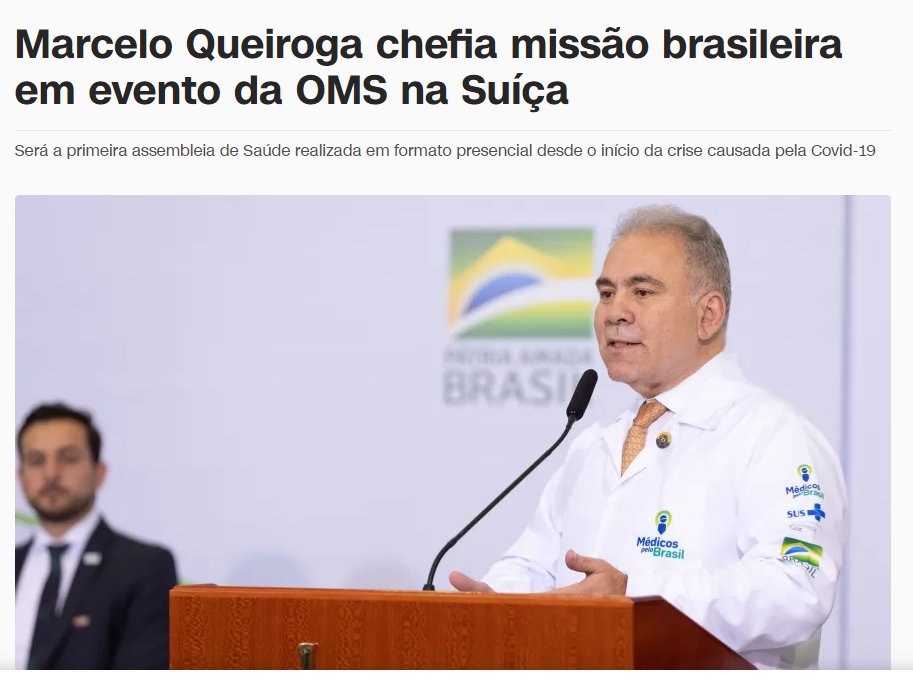 Marcelo Queiroga chefia missão brasileira
em evento da OMS na Suíça
Será a primeira assembleia de Saúde realizada em formato presencial desde o início da crise causada pela Covid-19
PÁTRIA AMADA
BRASIL
Médicos
pelo Brasil
SUS
BRASIL
Médicos
pelo Brasil